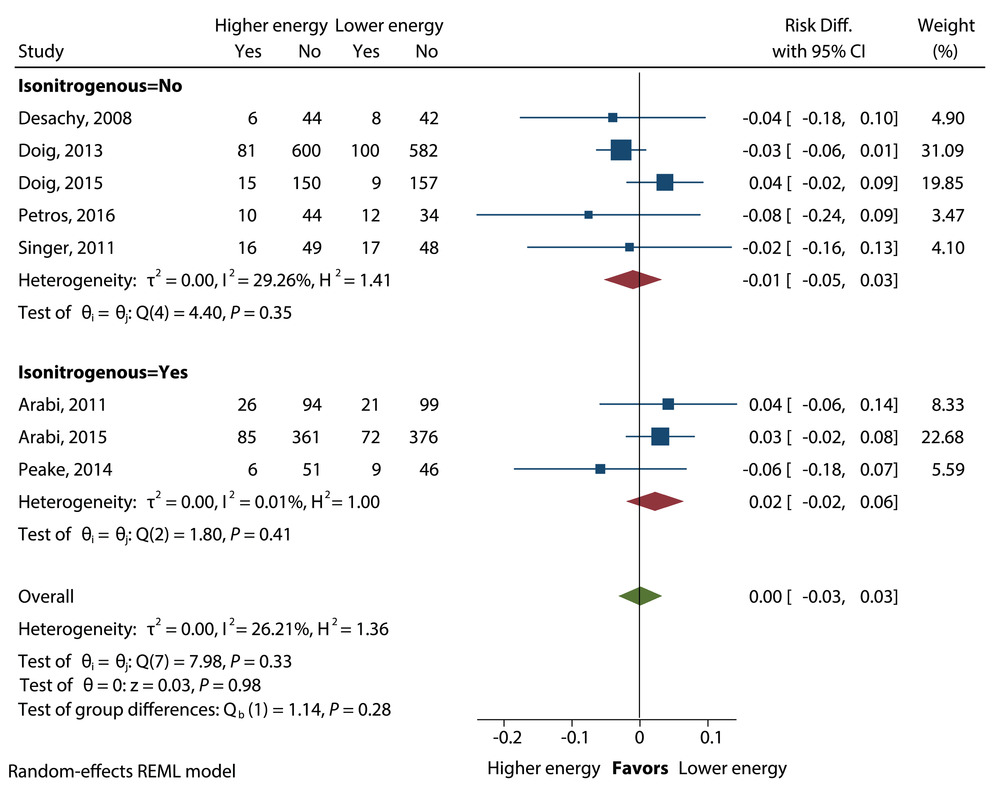 Higher energy Lower energy Risk Diff. Weight
Study Yes No Yes No with 95% CI (%)
Isonitrogenous=No
Desachy, 2008 6 44 8 42 -0.04 [ -0.18, 0.10] 4.90
Doig, 2013 81 600 100 582 -0.03 [ -0.06, 0.01] 31.09
Doig, 2015 15 150 9 157 0.04 [ -0.02, 0.09] 19.85
Petros, 2016 10 44 12 34 -0.08 [ -0.24, 0.09] 3.47
Singer, 2011 16 49 17 48 -0.02 [ -0.16, 0.13] 4.10
Heterogeneity: τ² = 0.00, I² = 29.26%, H² = 1.41 -0.01 [ -0.05, 0.03]
Test of θi = θj: Q(4) = 4.40, P = 0.35
Isonitrogenous=Yes
Arabi, 2011 26 94 21 99 0.04 [ -0.06, 0.14] 8.33
Arabi, 2015 85 361 72 376 0.03 [ -0.02, 0.08] 22.68
Peake, 2014 6 51 9 46 -0.06 [ -0.18, 0.07] 5.59
Heterogeneity: τ² = 0.00, I² = 0.01%, H²= 1.00 0.02 [ -0.02, 0.06]
Test of θi = θj: Q(2) = 1.80, P = 0.41
Overall 0.00 [ -0.03, 0.03]
Heterogeneity: τ² = 0.00, I²= 26.21%, H² = 1.36
Test of θi = θj: Q(7) = 7.98, P = 0.33
Test of θ = 0: z = 0.03, P = 0.98
Test of group differences: Qb (1) = 1.14, P = 0.28
-0.2 -0.1 0 0.1
Higher energy Favors Lower energy
Random-effects REML model